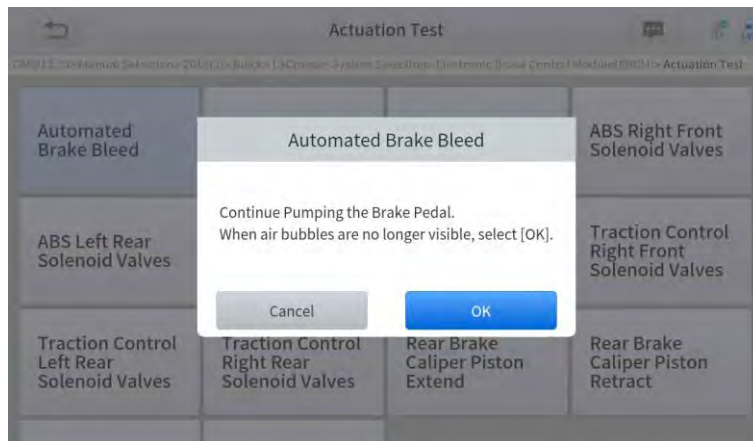 Actuation Test
Actuation Test
Automated
Brake Bleed
ABS Right Front
Solenoid Valves
Automated Brake Bleed
Continue Pumping the Brake Pedal.
When air bubbles are no longer visible, select [OK].
Cancel
OK
ABS Left Rear
Solenoid Valves
Traction Control
Right Front
Solenoid Valves
Traction Control
Left Rear
Solenoid Valves
Traction Control
Right Rear
Solenoid Valves
Rear Brake
Caliper Piston
Extend
Rear Brake
Caliper Piston
Retract